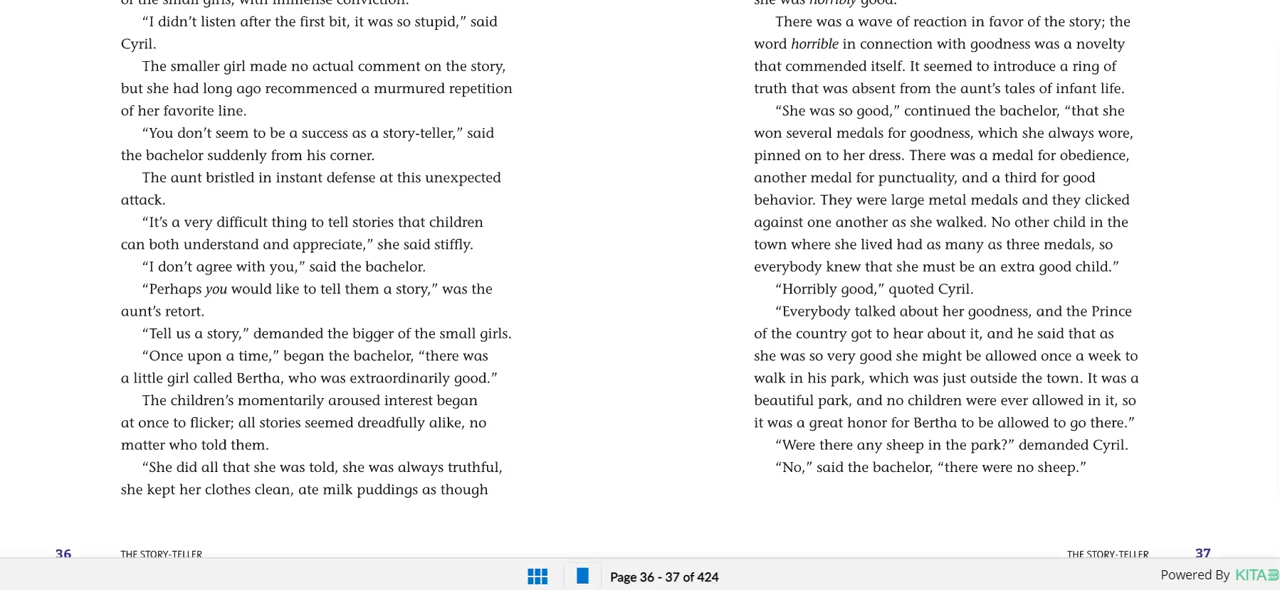 of the small girls, with immense conviction.
“I didn’t listen after the first bit, it was so stupid,” said
Cyril.
The smaller girl made no actual comment on the story,
but she had long ago recommenced a murmured repetition
of her favorite line.
“You don’t seem to be a success as a story-teller,” said
the bachelor suddenly from his corner.
The aunt bristled in instant defense at this unexpected
attack.
“It’s a very difficult thing to tell stories that children
can both understand and appreciate,” she said stiffly.
“I don’t agree with you,” said the bachelor.
“Perhaps you would like to tell them a story,” was the
aunt’s retort.
“Tell us a story,” demanded the bigger of the small girls.
“Once upon a time,” began the bachelor, “there was
a little girl called Bertha, who was extraordinarily good.”
The children’s momentarily aroused interest began
at once to flicker; all stories seemed dreadfully alike, no
matter who told them.
“She did all that she was told, she was always truthful,
she kept her clothes clean, ate milk puddings as though
36
THE STORY-TELLER
she was horribly good.”
There was a wave of reaction in favor of the story; the
word horrible in connection with goodness was a novelty
that commended itself. It seemed to introduce a ring of
truth that was absent from the aunt’s tales of infant life.
“She was so good,” continued the bachelor, “that she
won several medals for goodness, which she always wore,
pinned on to her dress. There was a medal for obedience,
another medal for punctuality, and a third for good
behavior. They were large metal medals and they clicked
against one another as she walked. No other child in the
town where she lived had as many as three medals, so
everybody knew that she must be an extra good child.”
“Horribly good,” quoted Cyril.
“Everybody talked about her goodness, and the Prince
of the country got to hear about it, and he said that as
she was so very good she might be allowed once a week to
walk in his park, which was just outside the town. It was a
beautiful park, and no children were ever allowed in it, so
it was a great honor for Bertha to be allowed to go there.”
“Were there any sheep in the park?” demanded Cyril.
“No,” said the bachelor, “there were no sheep.”
THE STORY-TELLER
37
Page 36 - 37 of 424
Powered By KITAB